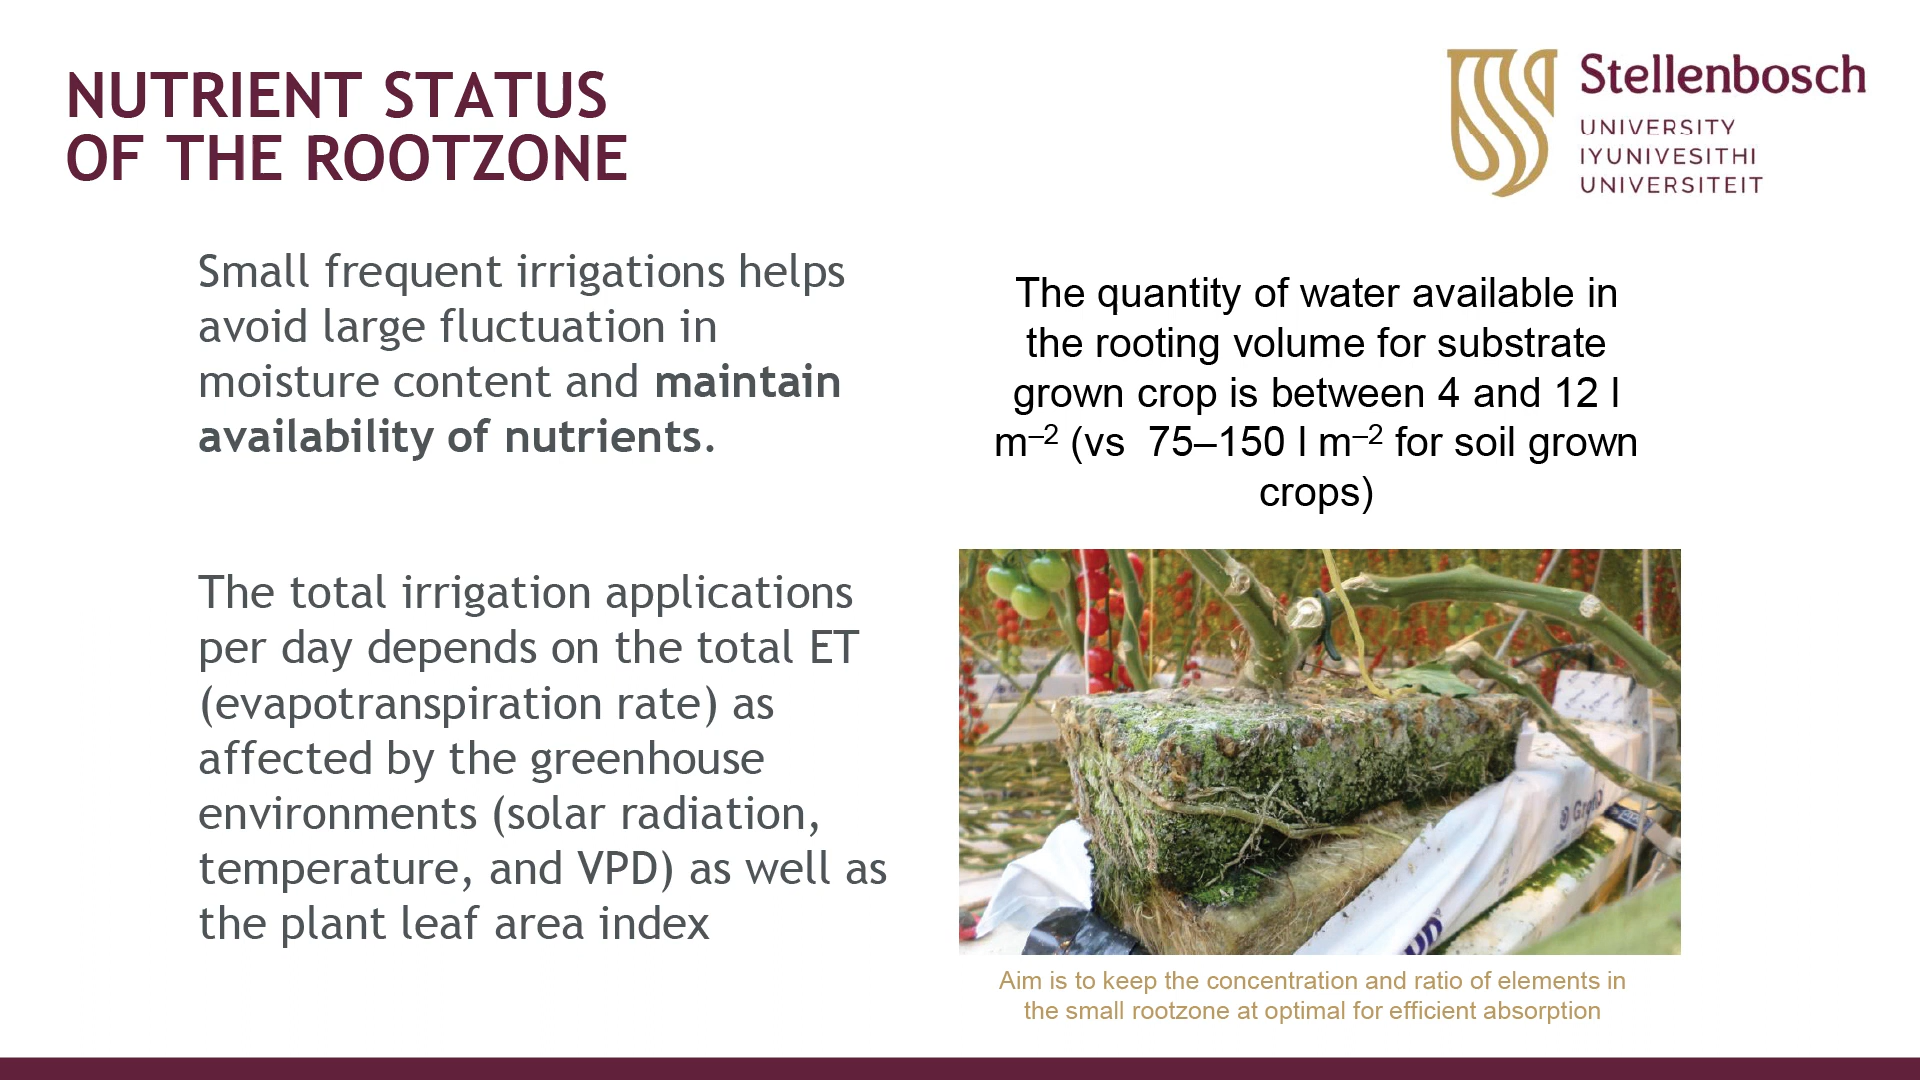 NUTRIENT STATUS
OF THE ROOTZONE
Stellenbosch
UNIVERSITY
IYUNIVESITHI
UNIVERSITEIT
Small frequent irrigations helps
avoid large fluctuation in
moisture content and maintain
availability of nutrients.
The total irrigation applications
per day depends on the total ET
(evapotranspiration rate) as
affected by the greenhouse
environments (solar radiation,
temperature, and VPD) as well as
the plant leaf area index
The quantity of water available in
the rooting volume for substrate
grown crop is between 4 and 12 l
m–2 (vs  75–150 l m–2 for soil grown
crops)
Aim is to keep the concentration and ratio of elements in
the small rootzone at optimal for efficient absorption